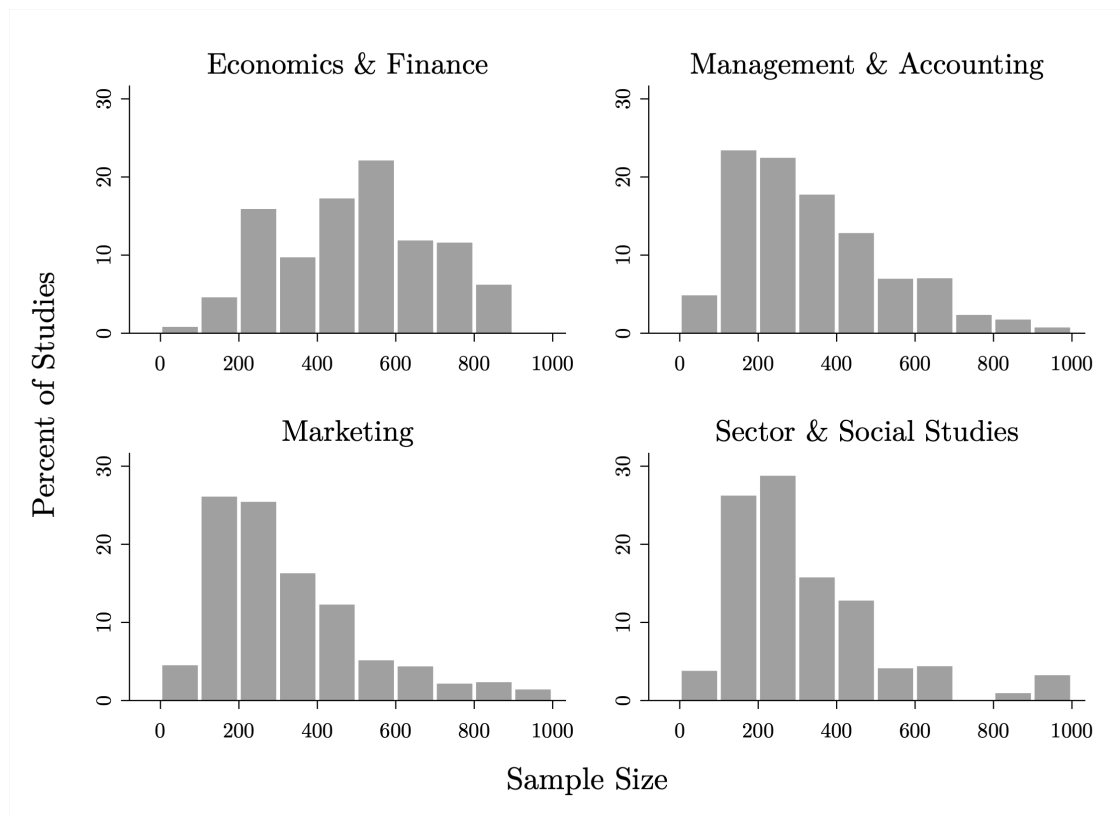 Economics & Finance
Management & Accounting
30
20
10
0
0 200 400 600 800 1000
30
20
10
0
0 200 400 600 800 1000
Percent of Studies
Marketing
Sector & Social Studies
30
20
10
0
0 200 400 600 800 1000
30
20
10
0
0 200 400 600 800 1000
Sample Size